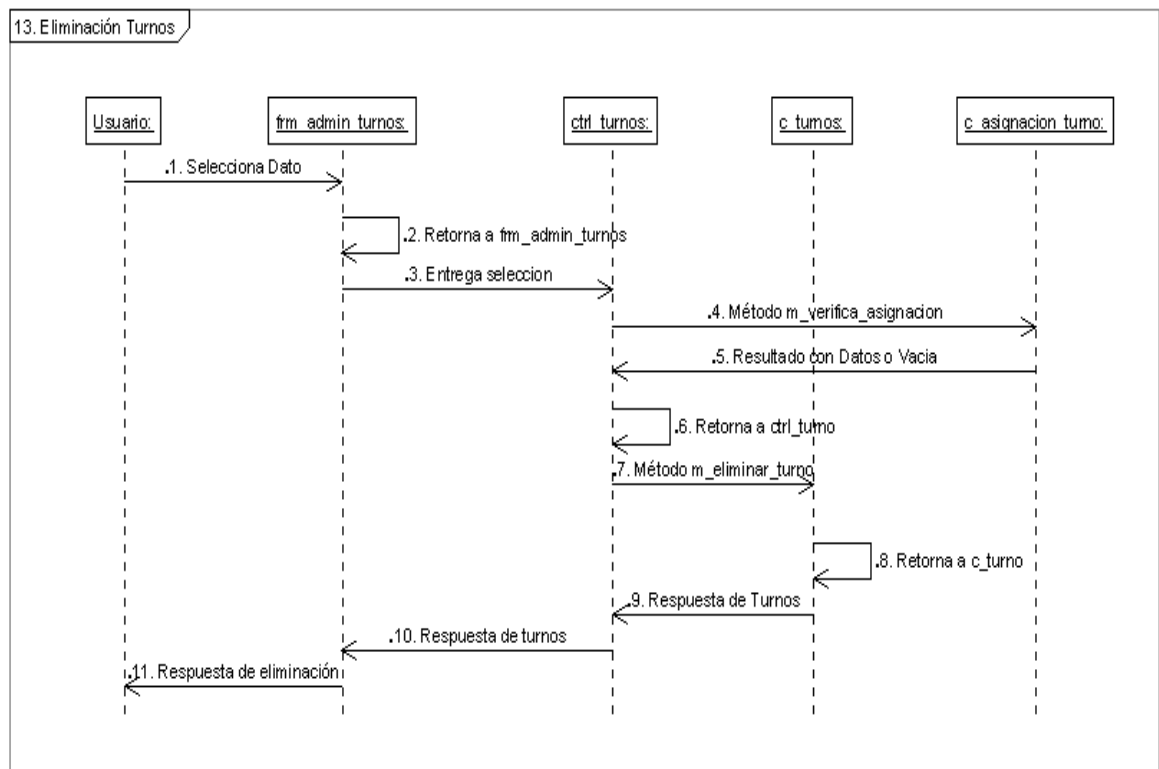 13. Eliminación Turnos
Usuario:
frm_admin_turnos:
ctrl_turnos:
c_turnos:
c_asignacion_turno:
.1. Selecciona Dato
.2. Retorna a frm_admin_turnos
.3. Entrega seleccion
.4. Método m_verifica_asignacion
.5. Resultado con Datos o Vacia
.6. Retorna a ctrl_turno
.7. Método m_eliminar_turno
.8. Retorna a c_turno
.9. Respuesta de Turnos
.10. Respuesta de turnos
.11. Respuesta de eliminación